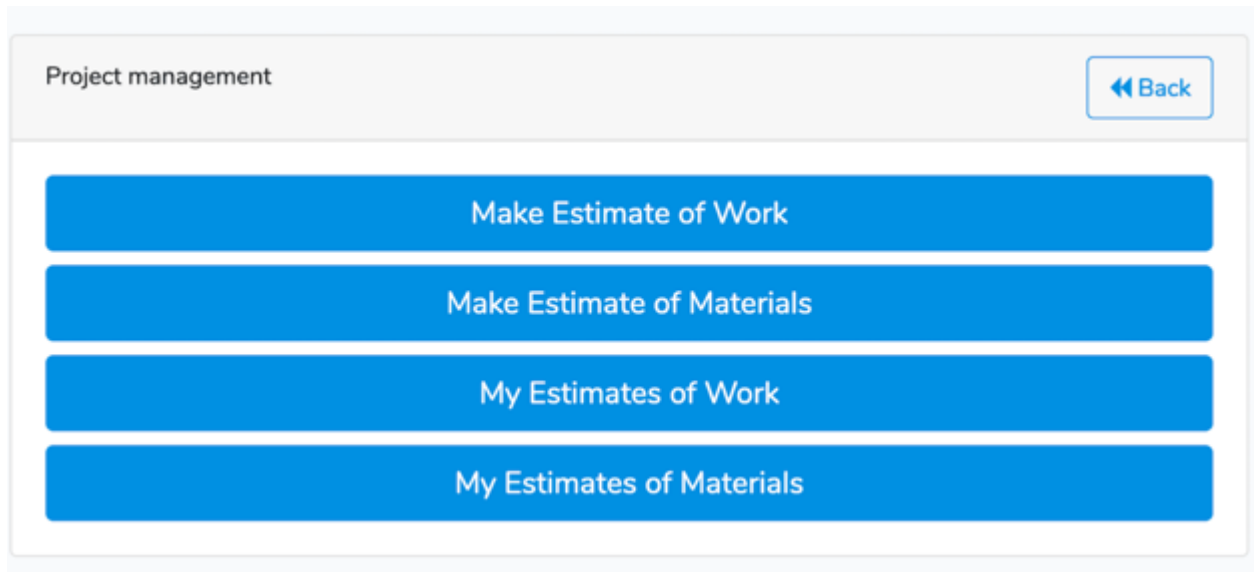 Project management
Back
Make Estimate of Work
Make Estimate of Materials
My Estimates of Work
My Estimates of Materials